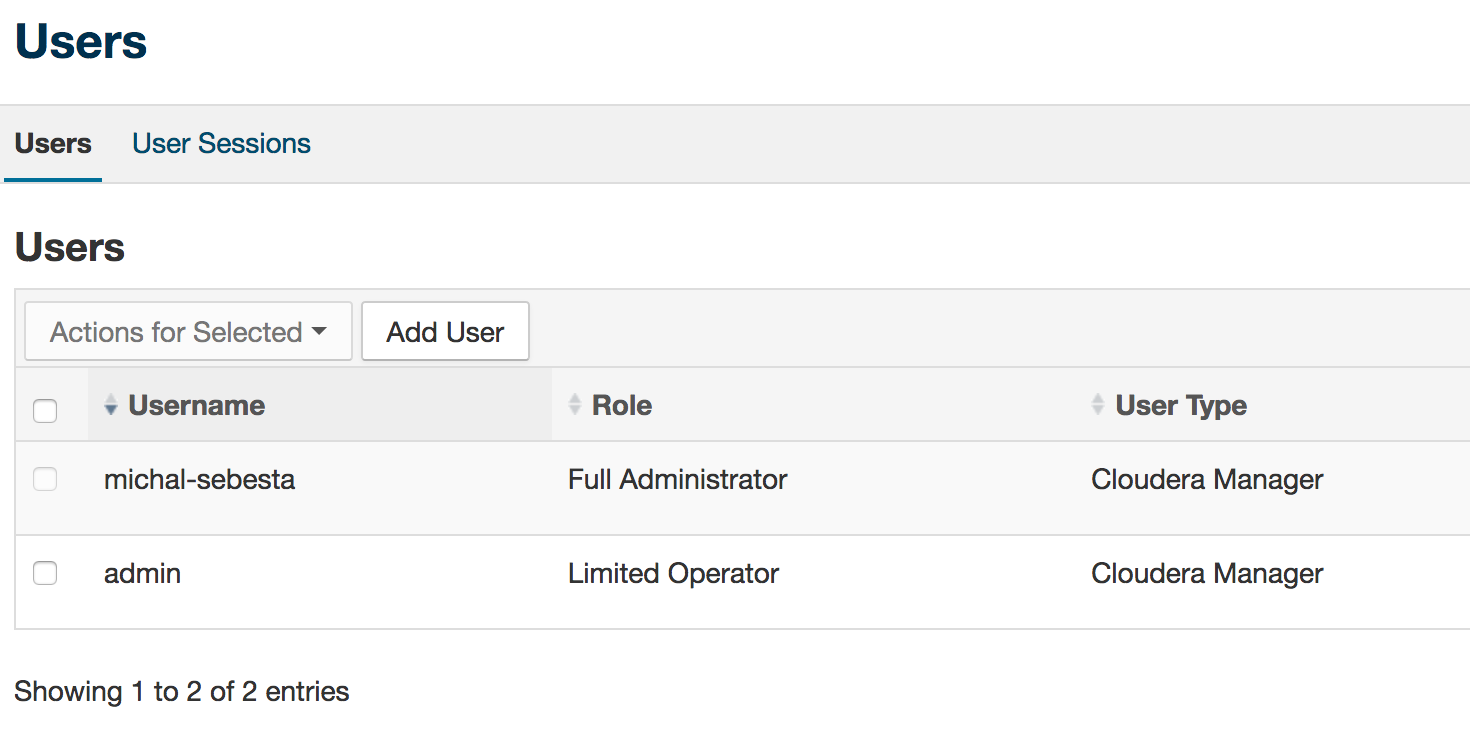 Users
Users User Sessions
Users
Actions for Selected Add User
Username Role User Type
michal-sebesta Full Administrator Cloudera Manager
admin Limited Operator Cloudera Manager
Showing 1 to 2 of 2 entries